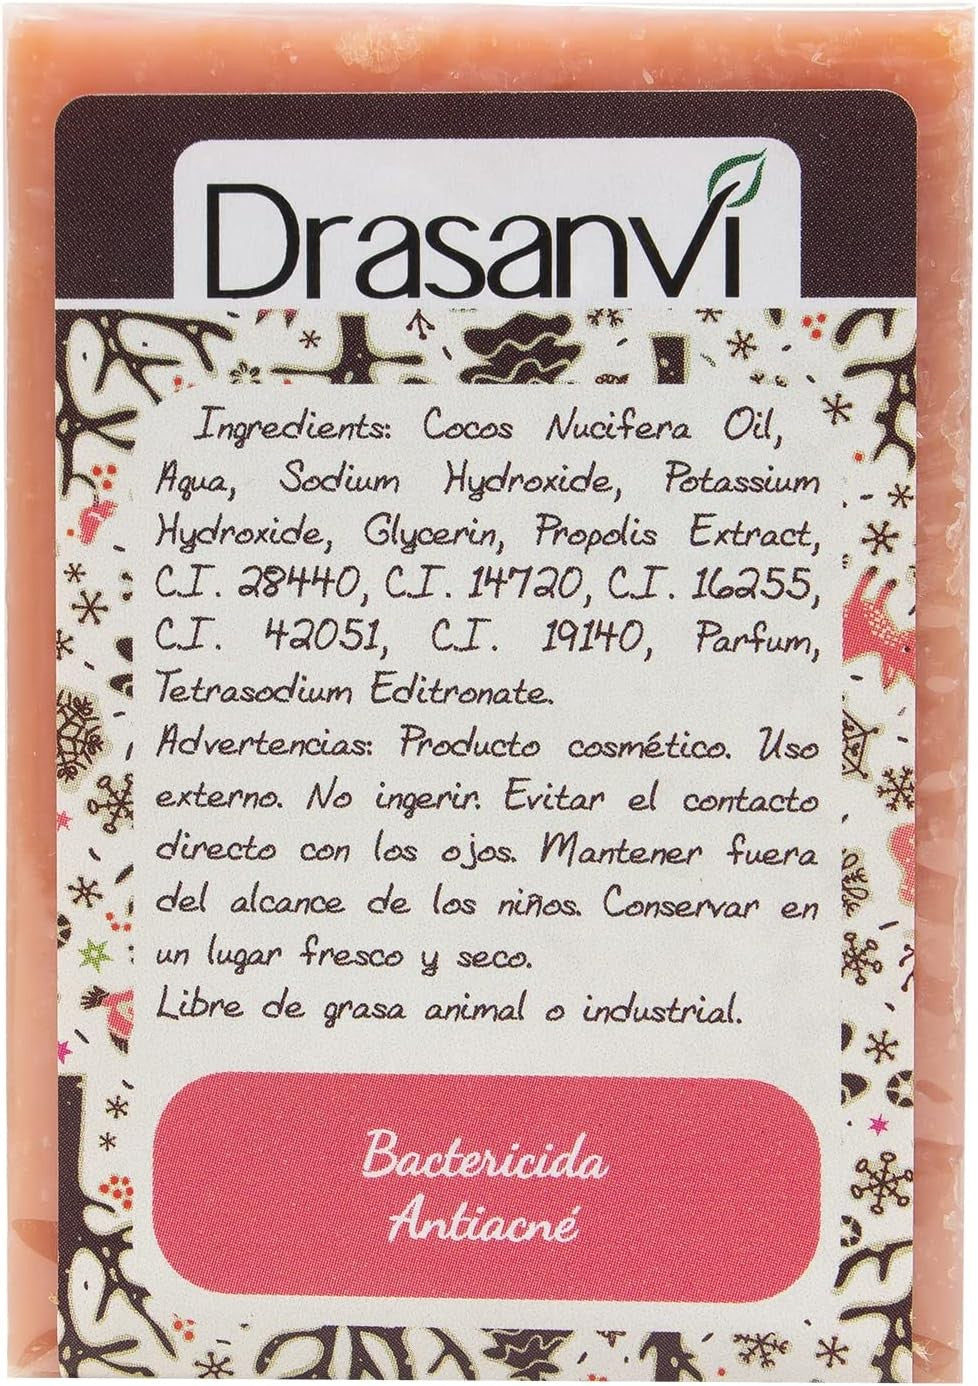 Drasanvi
Ingredients: Cocos Nucifera Oil,
Aqua, Sodium Hydroxide, Potassium
Hydroxide, Glycerin, Propolis Extract,
C.I. 28440, C.I. 14720, C.I. 16255,
C.I. 42051, C.I. 19140, Parfum,
Tetrasodium Editronate.
Advertencias: Producto cosmético. Uso
externo. No ingerir. Evitar el contacto
directo con los ojos. Mantener fuera
del alcance de los niños. Conservar en
un lugar fresco y seco.
Libre de grasa animal o industrial.
Bactericida
Antiacné